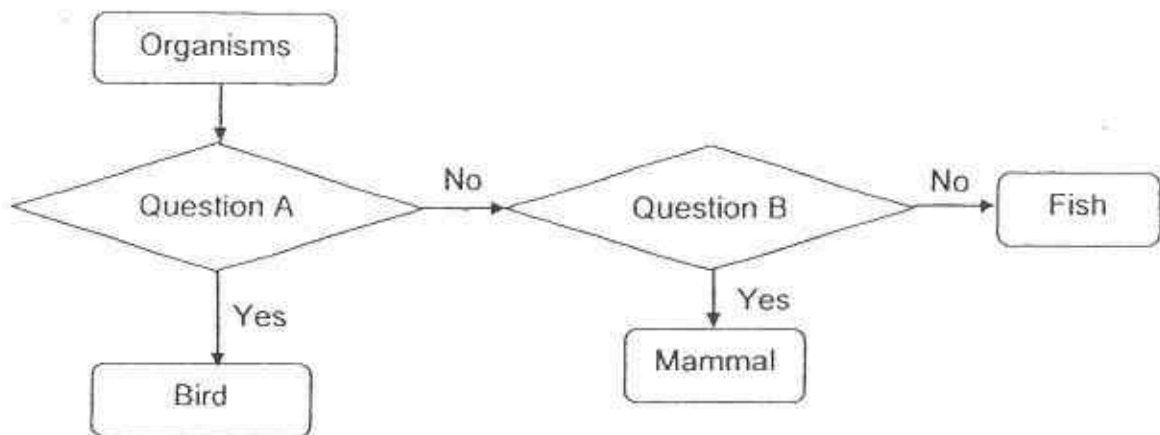 Organisms
Question A
No
Question B
No
Fish
Yes
Bird
Yes
Mammal